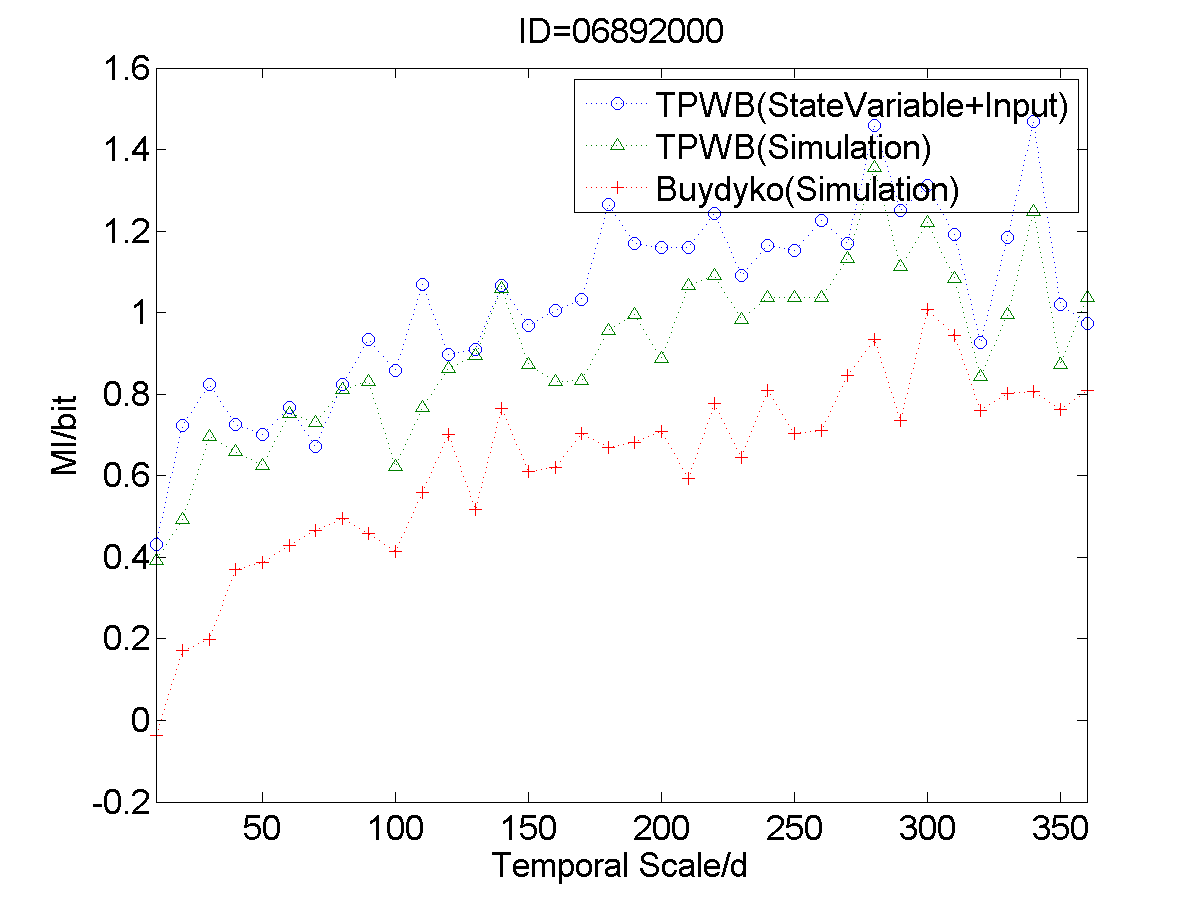 ID=06892000
TPWB(StateVariable+Input)
TPWB(Simulation)
Buydyko(Simulation)
1.6
1.4
1.2
1
0.8
0.6
0.4
0.2
0
-0.2
MI/bit
50 100 150 200 250 300 350
Temporal Scale/d